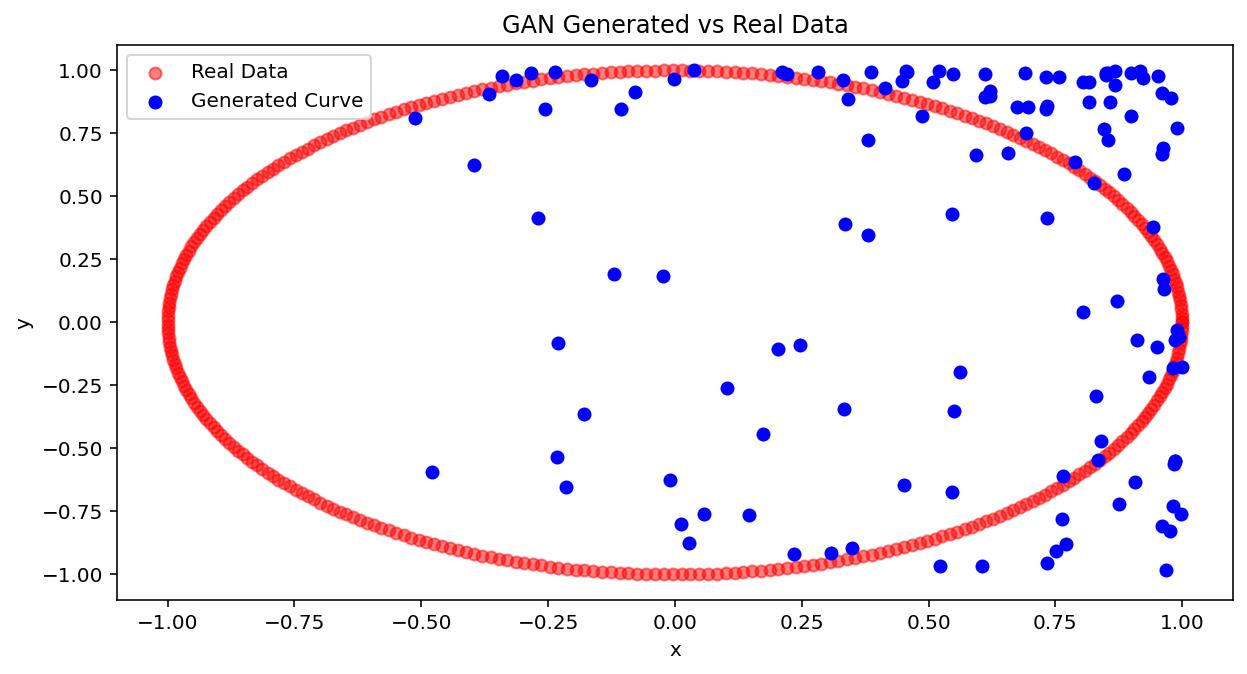 GAN Generated vs Real Data
Real Data
Generated Curve
1.00
0.75
0.50
0.25
0.00
−0.25
−0.50
−0.75
−1.00
y
−1.00 −0.75 −0.50 −0.25 0.00 0.25 0.50 0.75 1.00
x